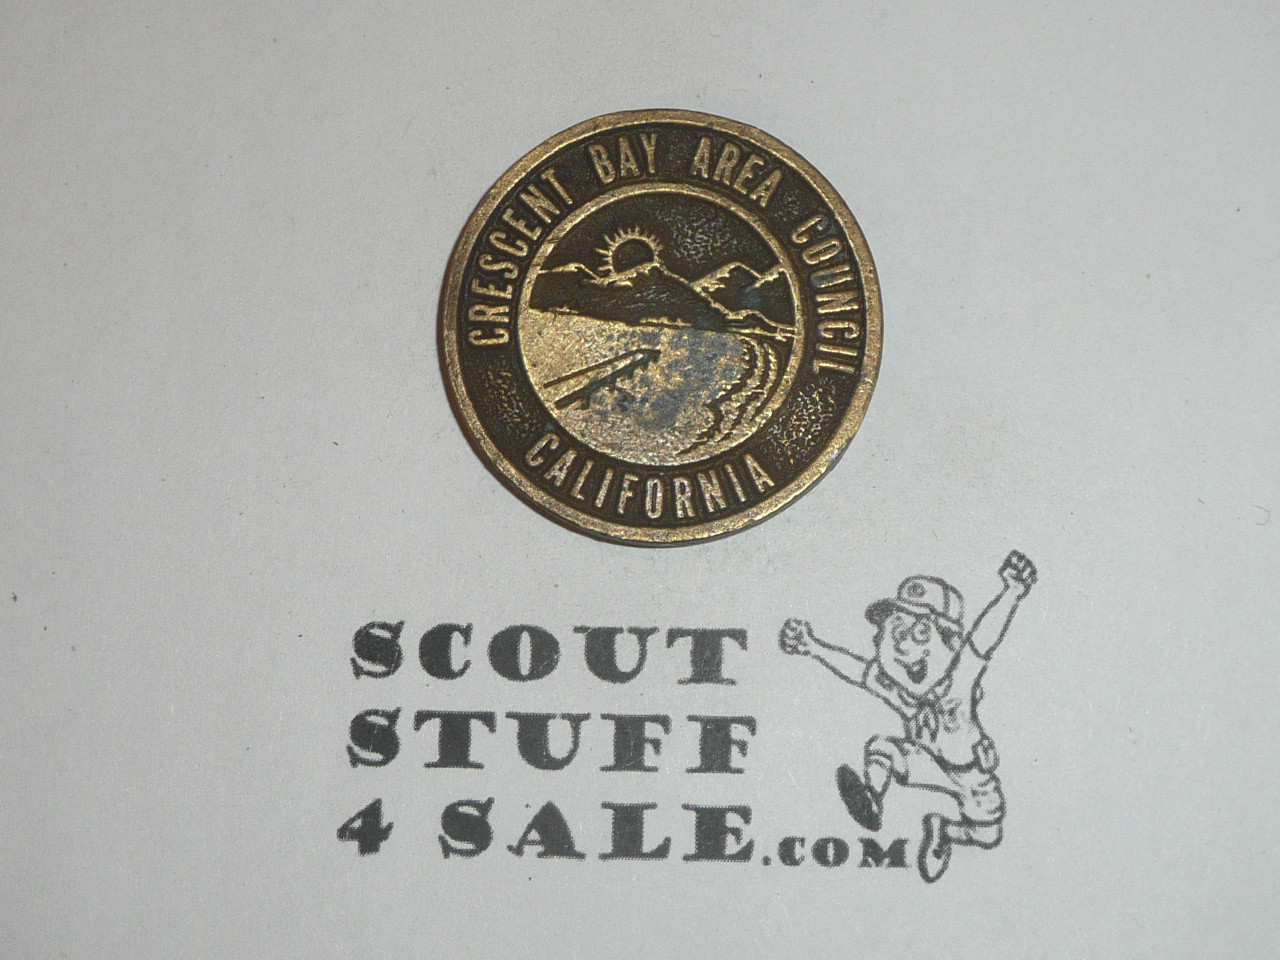 CRESCENT BAY AREA COUNCIL
CALIFORNIA
SCOUT
STUFF
4 SALE.COM